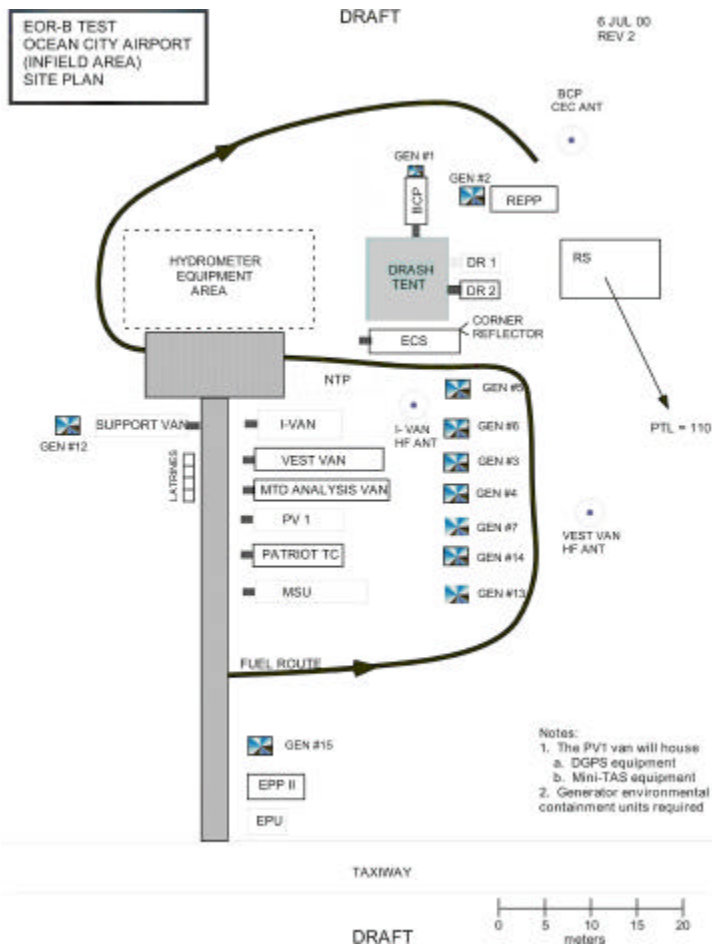 DRAFT
EOR-B TEST
OCEAN CITY AIRPORT
(INFIELD AREA)
SITE PLAN
6 JUL 00
REV 2
BCP
CEC ANT
GEN #1
GEN #2
BCP
REPP
HYDROMETER
EQUIPMENT
AREA
DRASH
TENT
DR 1
DR 2
RS
CORNER
REFLECTOR
ECS
NTP
GEN #5
PTL = 110
SUPPORT VAN
GEN #12
I-VAN
I- VAN
HF ANT
GEN #6
LATRINES
VEST VAN
GEN #3
MTD ANALYSIS VAN
GEN #4
PV 1
GEN #7
VEST VAN
HF ANT
PATRIOT TC
GEN #14
MSU
GEN #13
FUEL ROUTE
GEN #15
EPP II
EPU
Notes:
1. The PV1 van will house
a. DGPS equipment
b. Mini-TAS equipment
2. Generator environmental
containment units required
TAXIWAY
0 5 10 15 20
meters
DRAFT